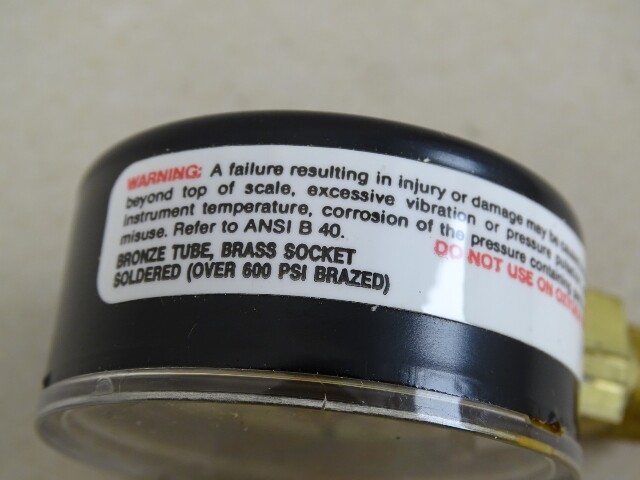 WARNING: A failure resulting in injury or damage may be
beyond top of scale, excessive vibration or pressure
instrument temperature, corrosion of the pressure containing
misuse. Refer to ANSI B 40.
DO NOT USE ON
BRONZE TUBE, BRASS SOCKET
SOLDERED (OVER 600 PSI BRAZED)